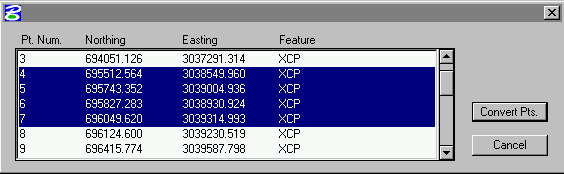 Pt. Num. Northing Easting Feature
3 694051.126 3037291.314 XCP
4 695512.564 3038549.960 XCP
5 695743.352 3039004.936 XCP
6 695827.283 3038930.924 XCP
7 696049.620 3039314.993 XCP
8 696124.600 3039230.519 XCP
9 696415.774 3039587.798 XCP
Convert Pts.
Cancel